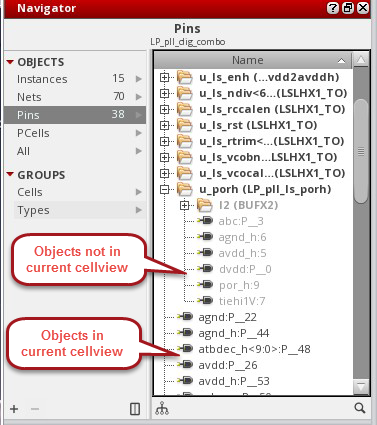 Navigator
Pins
LP_pll_dig_combo
OBJECTS
Instances 15
Nets 70
Pins 38
PCells
All
GROUPS
Cells
Types
Name
u_ls_enh (...vdd2avddh)
u_ls_ndiv<6...(LSLHX1_TO)
u_ls_rccalen (LSLHX1_TO)
u_ls_rst (LSLHX1_TO)
u_ls_rtrim<...(LSLHX1_TO)
u_ls_vcobn...(LSLHX1_TO)
u_ls_vcocal...(LSLHX1_TO)
u_porh (LP_pll_ls_porh)
I2 (BUFX2)
abc:P__3
agnd_h:6
avdd_h:5
dvdd:P__0
por_h:9
tiehi1V:7
agnd:P__22
agnd_h:P__44
atbdec_h<9:0>:P__48
avdd:P__26
avdd_h:P__53
Objects not in
current cellview
Objects in
current cellview